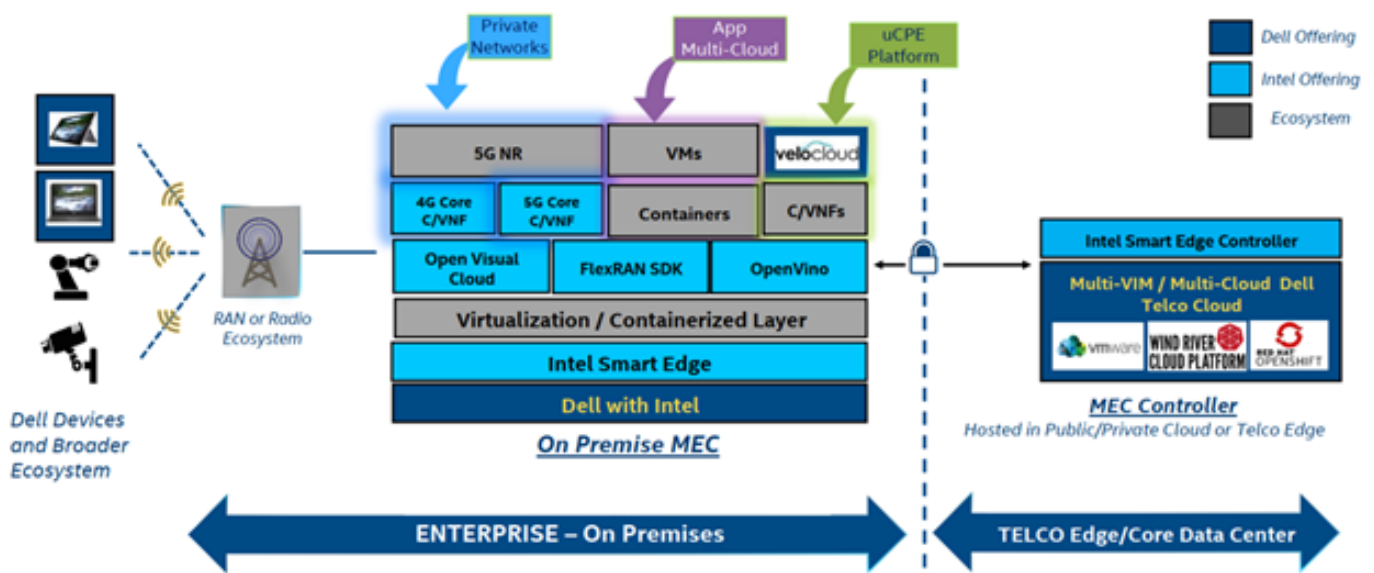 Private
Networks
App
Multi-Cloud
uCPE
Platform
Dell Offering
Intel Offering
Ecosystem
5G NR
VMs
velocloud
4G Core
C/VNF
5G Core
C/VNF
Containers
C/VNFs
Open Visual
Cloud
FlexRAN SDK
OpenVino
Virtualization / Containerized Layer
Intel Smart Edge
Dell with Intel
On Premise MEC
RAN or Radio
Ecosystem
Dell Devices
and Broader
Ecosystem
Intel Smart Edge Controller
Multi-VIM / Multi-Cloud Dell
Telco Cloud
vmware
WIND RIVER
CLOUD PLATFORM
RED HAT
OPENSHIFT
MEC Controller
Hosted in Public/Private Cloud or Telco Edge
ENTERPRISE – On Premises
TELCO Edge/Core Data Center